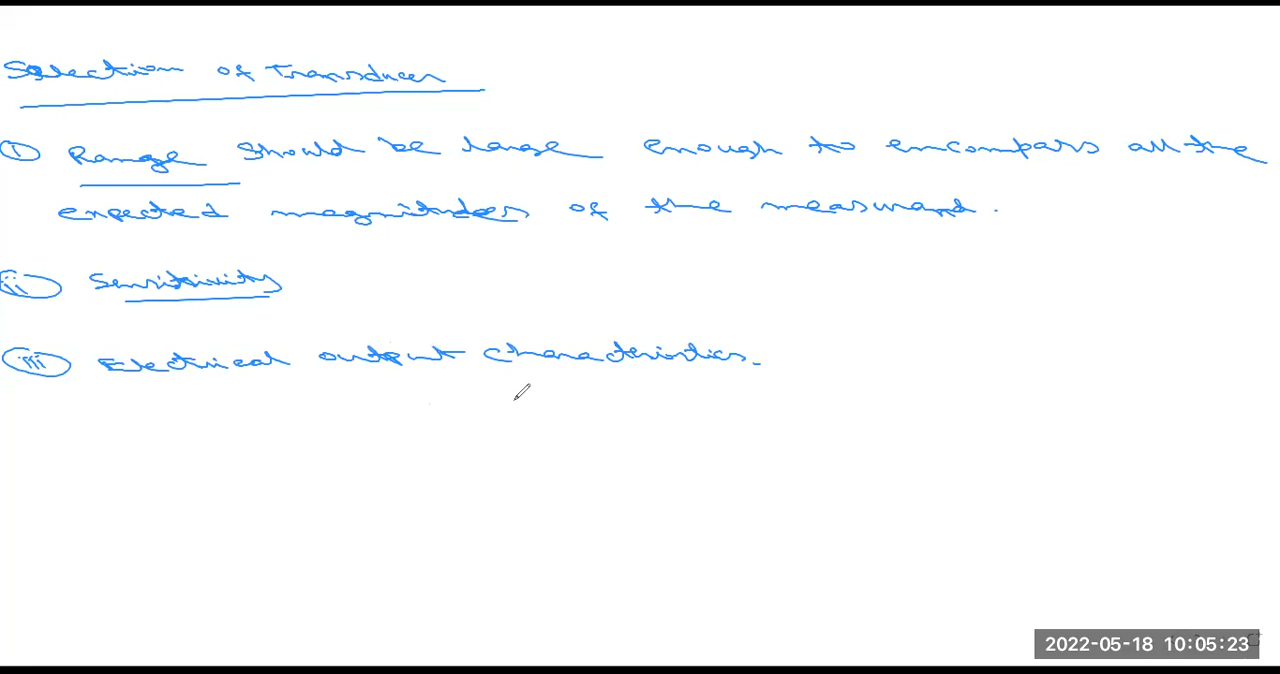 Selection of Transducer
(i) Range should be large enough to encompass all the
expected magnitudes of the measurand.
(ii) Sensitivity
(iii) Electrical output characteristics.
2022-05-18 10:05:23